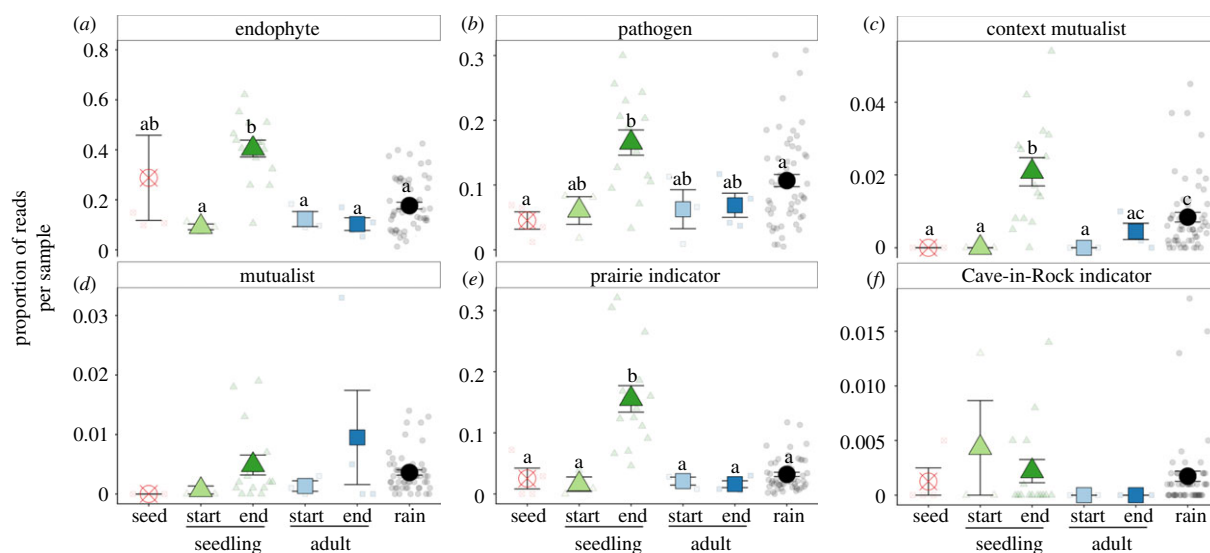 (a) endophyte
(b) pathogen
(c) context mutualist
0.8
0.6
0.4
0.2
0
ab
a
b
a
a
a
0.3
0.2
0.1
0
a
ab
b
ab
ab
a
0.04
0.02
0
a
a
b
a
ac
c
proportion of reads
per sample
(d) mutualist
(e) prairie indicator
(f) Cave-in-Rock indicator
0.03
0.02
0.01
0
0.3
0.2
0.1
0
a
a
b
a
a
a
0.015
0.010
0.005
0
seed start end start end rain
seedling adult
seed start end start end rain
seedling adult
seed start end start end rain
seedling adult